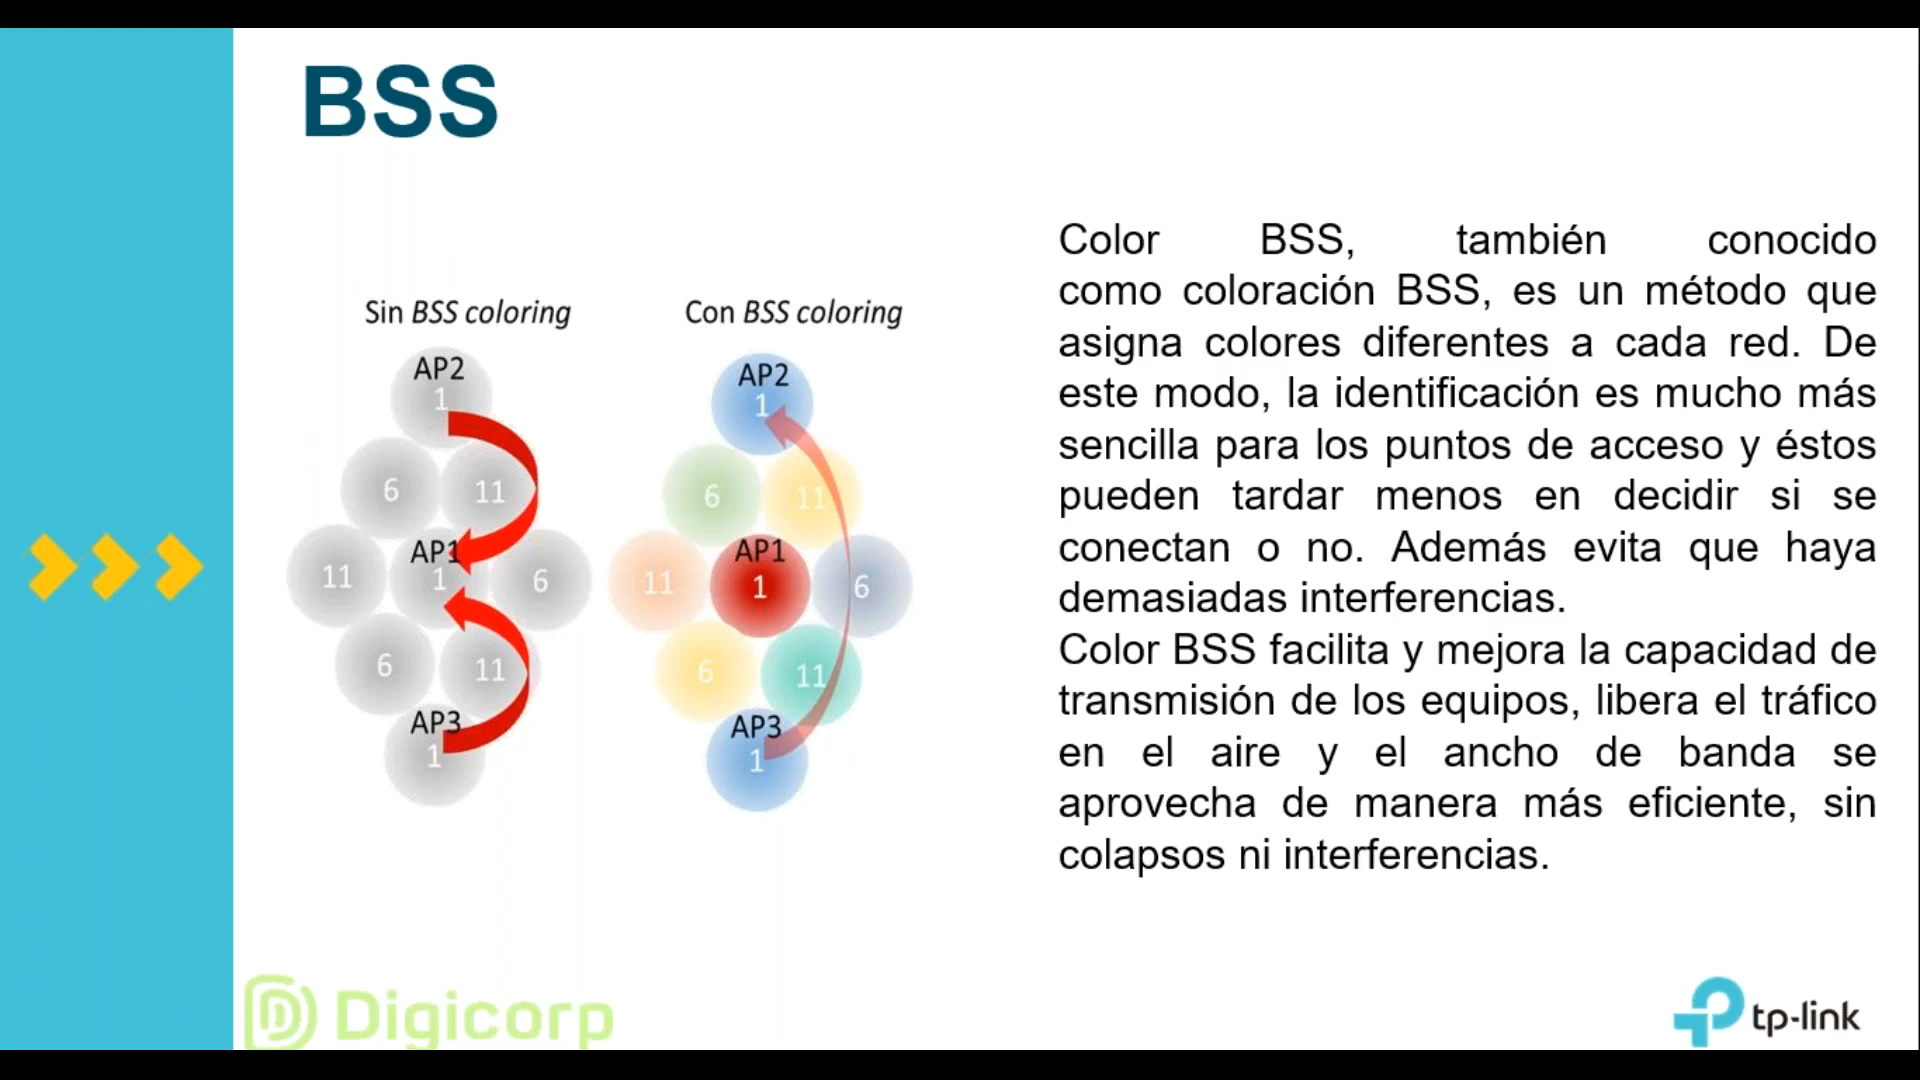 BSS
Sin BSS coloring
AP2
1
6
11
11
AP1
1
6
6
11
AP3
1
Con BSS coloring
AP2
1
6
11
11
AP1
1
6
6
11
AP3
1
Color BSS, también conocido
como coloración BSS, es un método que
asigna colores diferentes a cada red. De
este modo, la identificación es mucho más
sencilla para los puntos de acceso y éstos
pueden tardar menos en decidir si se
conectan o no. Además evita que haya
demasiadas interferencias.
Color BSS facilita y mejora la capacidad de
transmisión de los equipos, libera el tráfico
en el aire y el ancho de banda se
aprovecha de manera más eficiente, sin
colapsos ni interferencias.
Digicorp
tp-link